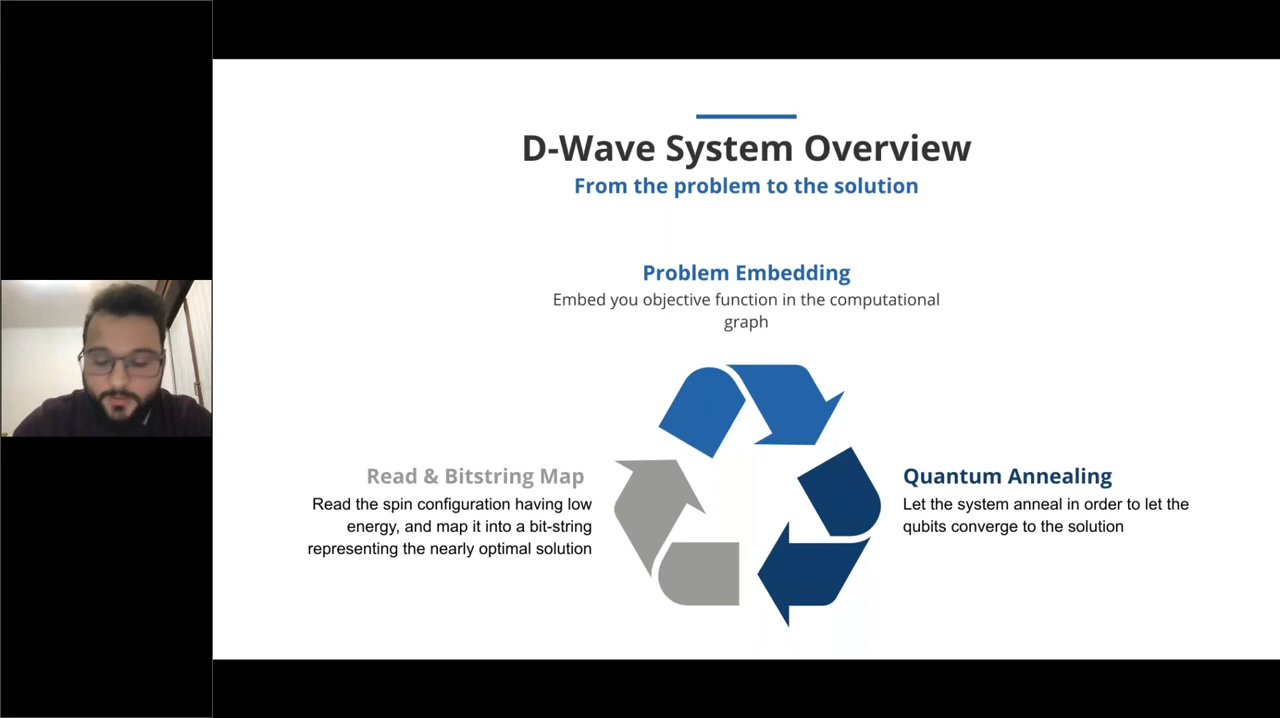 D-Wave System Overview
From the problem to the solution
Problem Embedding
Embed you objective function in the computational
graph
Read & Bitstring Map
Read the spin configuration having low
energy, and map it into a bit-string
representing the nearly optimal solution
Quantum Annealing
Let the system anneal in order to let the
qubits converge to the solution